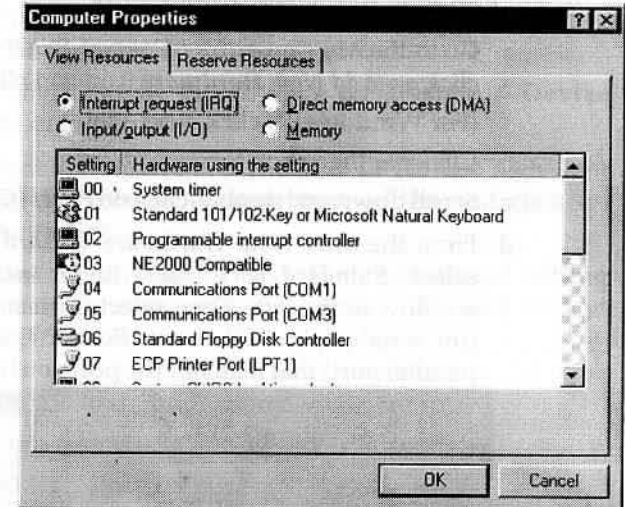 Computer Properties
View Resources Reserve Resources
Interrupt request (IRQ) Direct memory access (DMA)
Input/output (I/O) Memory
Setting Hardware using the setting
00 System timer
01 Standard 101/102-Key or Microsoft Natural Keyboard
02 Programmable interrupt controller
03 NE2000 Compatible
04 Communications Port (COM1)
05 Communications Port (COM3)
06 Standard Floppy Disk Controller
07 ECP Printer Port (LPT1)
OK Cancel